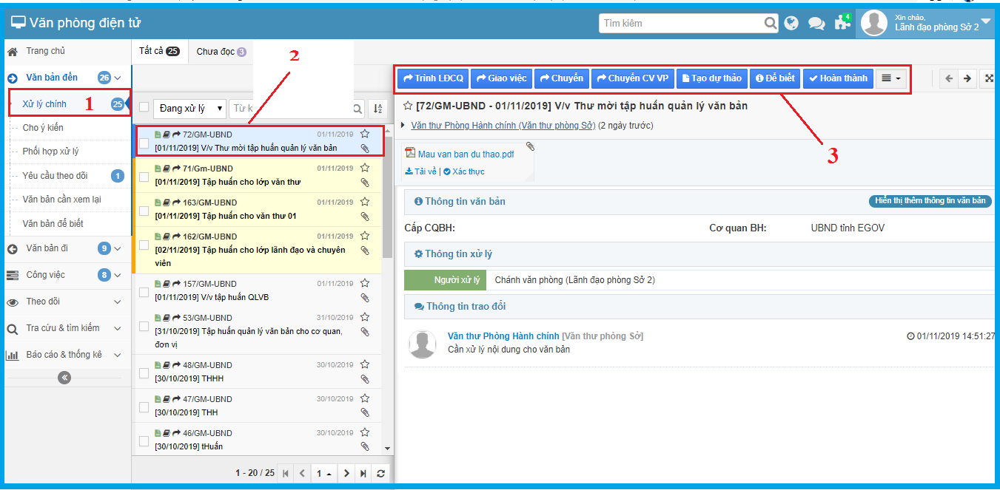 Văn phòng điện tử
Tìm kiếm
4
Xin chào,
Lãnh đạo phòng Sở 2
Trang chủ
Văn bản đến 26
Xử lý chính 1 25
Cho ý kiến
Phối hợp xử lý
Yêu cầu theo dõi 1
Văn bản cần xem lại
Văn bản để biết
Văn bản đi 9
Công việc 8
Theo dõi
Tra cứu & tìm kiếm
Báo cáo & thống kê
Tất cả 25 Chưa đọc 3
2
Đang xử lý
72/GM-UBND 01/11/2019
[01/11/2019] V/v Thư mời tập huấn quản lý văn bản
71/Gm-UBND 01/11/2019
[01/11/2019] Tập huấn cho lớp văn thư
163/GM-UBND 01/11/2019
[01/11/2019] Tập huấn cho văn thư 01
162/GM-UBND 01/11/2019
[02/11/2019] Tập huấn cho lớp lãnh đạo và chuyên
viên
157/GM-UBND 01/11/2019
[01/11/2019] V/v tập huấn QLVB
53/GM-UBND 31/10/2019
[31/10/2019] Tập huấn quản lý văn bản cho cơ quan,
đơn vị
48/GM-UBND 30/10/2019
[30/10/2019] THHH
47/GM-UBND 30/10/2019
[30/10/2019] THH
46/GM-UBND 30/10/2019
[30/10/2019] tHuấn
1 - 20 / 25 1
Trình LĐCQ Giao việc Chuyển Chuyển CV VP Tạo dự thảo Để biết Hoàn thành
3
[72/GM-UBND - 01/11/2019] V/v Thư mời tập huấn quản lý văn bản
Văn thư Phòng Hành chính (Văn thư phòng Sở) (2 ngày trước)
Mau van ban du thao.pdf
Tải về | Xác thực
Thông tin văn bản Hiển thị thêm thông tin văn bản
Cấp CQBH: Cơ quan BH: UBND tỉnh EGOV
Thông tin xử lý
Người xử lý Chánh văn phòng (Lãnh đạo phòng Sở 2)
Thông tin trao đổi
Văn thư Phòng Hành chính [Văn thư phòng Sở] 01/11/2019 14:51:27
Cần xử lý nội dung cho văn bản